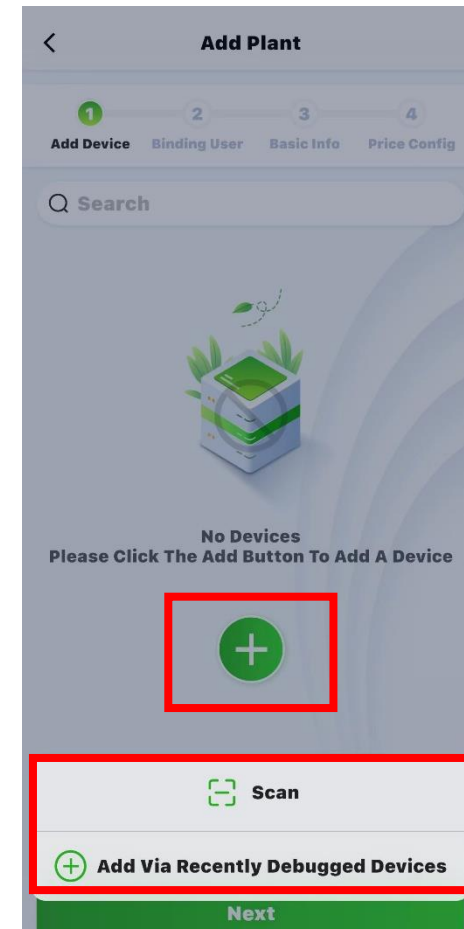 Add Plant
1 2 3 4
Add Device Binding User Basic Info Price Config
Search
No Devices
Please Click The Add Button To Add A Device
Scan
Add Via Recently Debugged Devices
Next